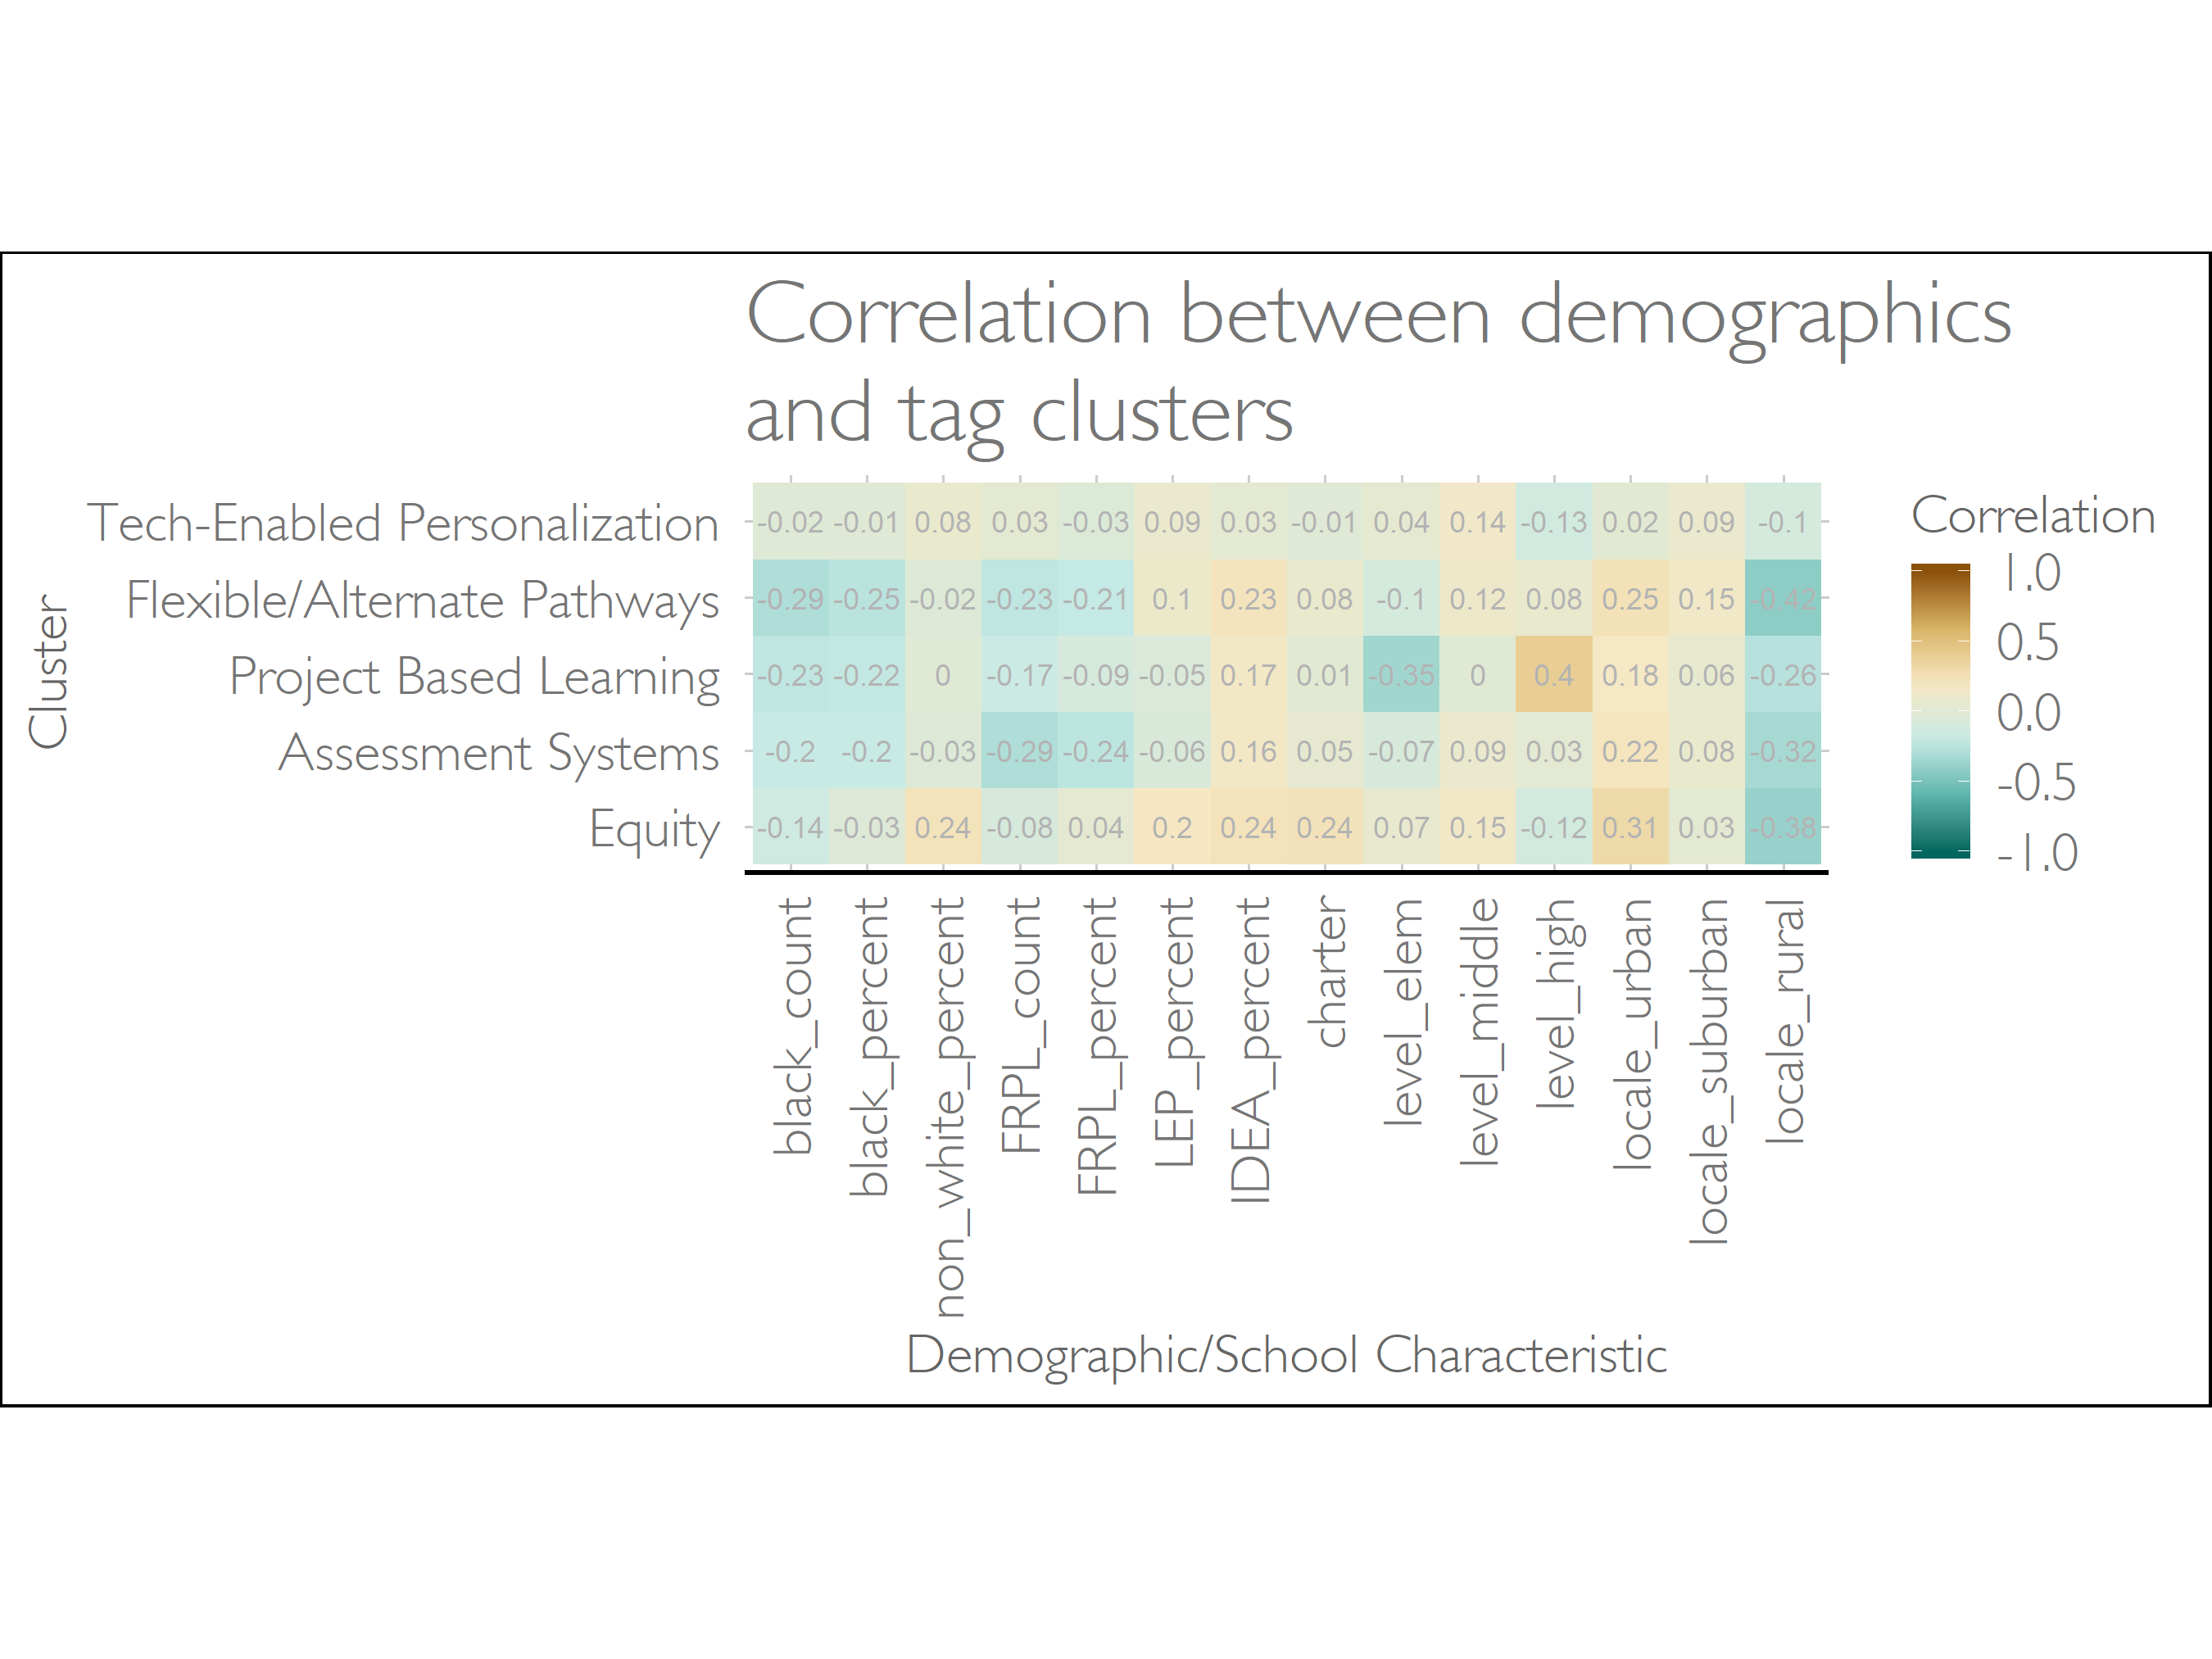 Correlation between demographics
and tag clusters
Cluster
Tech-Enabled Personalization -0.02 -0.01 0.08 0.03 -0.03 0.09 0.03 -0.01 0.04 0.14 -0.13 0.02 0.09 -0.1
Flexible/Alternate Pathways -0.29 -0.25 -0.02 -0.23 -0.21 0.1 0.23 0.08 -0.1 0.12 0.08 0.25 0.15 -0.42
Project Based Learning -0.23 -0.22 0 -0.17 -0.09 -0.05 0.17 0.01 -0.35 0 0.4 0.18 0.06 -0.26
Assessment Systems -0.2 -0.2 -0.03 -0.29 -0.24 -0.06 0.16 0.05 -0.07 0.09 0.03 0.22 0.08 -0.32
Equity -0.14 -0.03 0.24 -0.08 0.04 0.2 0.24 0.24 0.07 0.15 -0.12 0.31 0.03 -0.38
black_count
black_percent
non_white_percent
FRPL_count
FRPL_percent
LEP_percent
IDEA_percent
charter
level_elem
level_middle
level_high
locale_urban
locale_suburban
locale_rural
Demographic/School Characteristic
Correlation
1.0
0.5
0.0
-0.5
-1.0